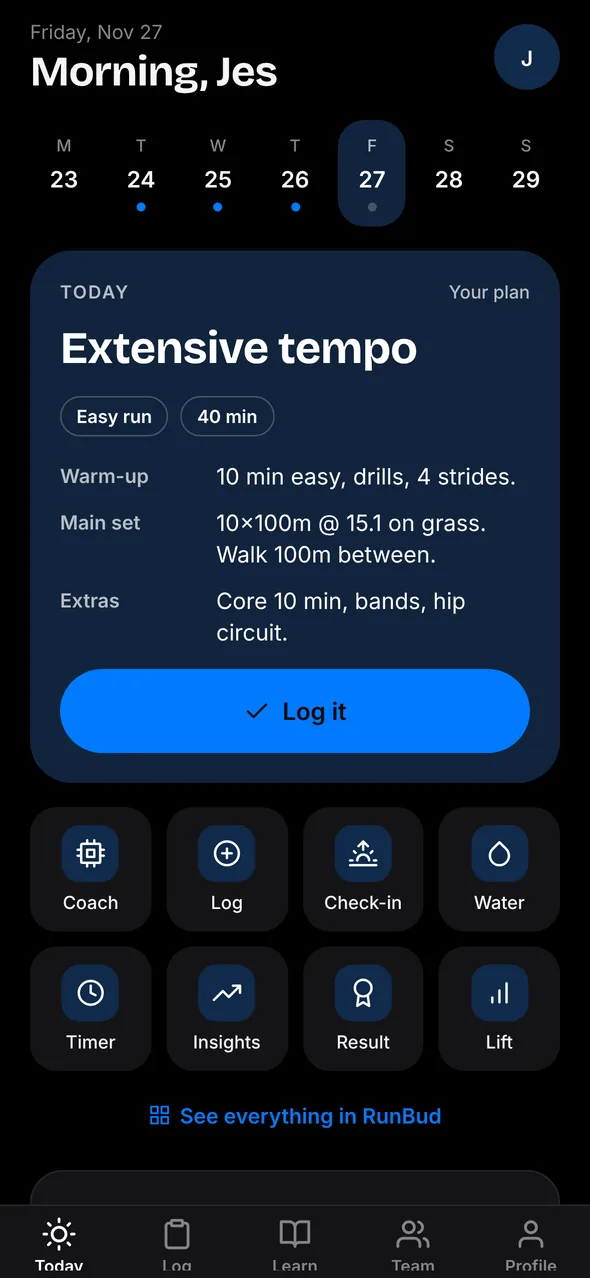 Friday, Nov 27
Morning, Jes
J
M T W T F S S
23 24 25 26 27 28 29
TODAY Your plan
Extensive tempo
Easy run 40 min
Warm-up 10 min easy, drills, 4 strides.
Main set 10×100m @ 15.1 on grass.
Walk 100m between.
Extras Core 10 min, bands, hip
circuit.
Log it
Coach Log Check-in Water
Timer Insights Result Lift
See everything in RunBud
Today Log Learn Team Profile